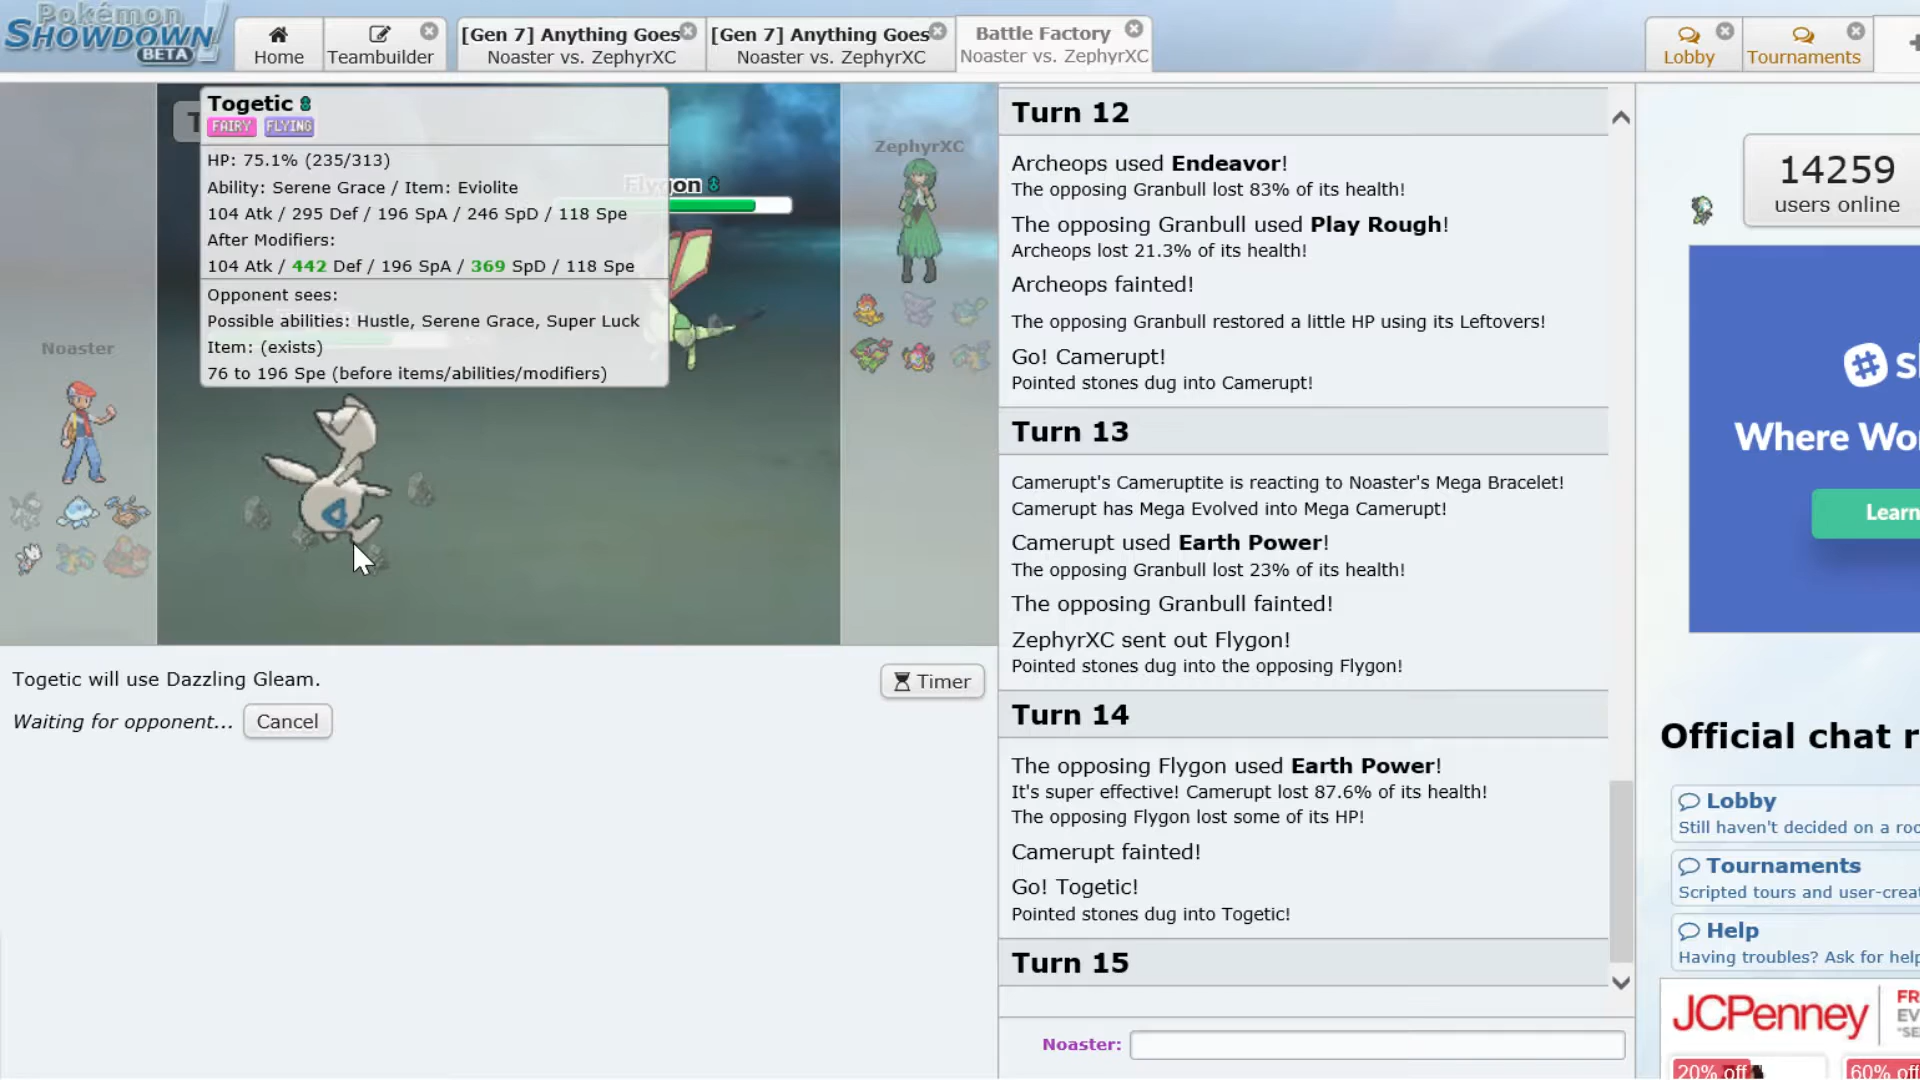 Pokémon
SHOWDOWN!
BETA
Home
Teambuilder
[Gen 7] Anything Goes
Noaster vs. ZephyrXC
[Gen 7] Anything Goes
Noaster vs. ZephyrXC
Battle Factory
Noaster vs. ZephyrXC
Lobby
Tournaments
Togetic
FAIRY FLYING
HP: 75.1% (235/313)
Ability: Serene Grace / Item: Eviolite
104 Atk / 295 Def / 196 SpA / 246 SpD / 118 Spe
After Modifiers:
104 Atk / 442 Def / 196 SpA / 369 SpD / 118 Spe
Opponent sees:
Possible abilities: Hustle, Serene Grace, Super Luck
Item: (exists)
76 to 196 Spe (before items/abilities/modifiers)
T
Flygon
ZephyrXC
Noaster
Togetic will use Dazzling Gleam.
Waiting for opponent... Cancel
Timer
Turn 12
Archeops used Endeavor!
The opposing Granbull lost 83% of its health!
The opposing Granbull used Play Rough!
Archeops lost 21.3% of its health!
Archeops fainted!
The opposing Granbull restored a little HP using its Leftovers!
Go! Camerupt!
Pointed stones dug into Camerupt!
Turn 13
Camerupt's Cameruptite is reacting to Noaster's Mega Bracelet!
Camerupt has Mega Evolved into Mega Camerupt!
Camerupt used Earth Power!
The opposing Granbull lost 23% of its health!
The opposing Granbull fainted!
ZephyrXC sent out Flygon!
Pointed stones dug into the opposing Flygon!
Turn 14
The opposing Flygon used Earth Power!
It's super effective! Camerupt lost 87.6% of its health!
The opposing Flygon lost some of its HP!
Camerupt fainted!
Go! Togetic!
Pointed stones dug into Togetic!
Turn 15
Noaster:
14259
users online
sl
Where Wo
Learn
Official chat r
Lobby
Still haven't decided on a roo
Tournaments
Scripted tours and user-creat
Help
Having troubles? Ask for help
JCPenney
FR
EV
"SE
20% off
60% off